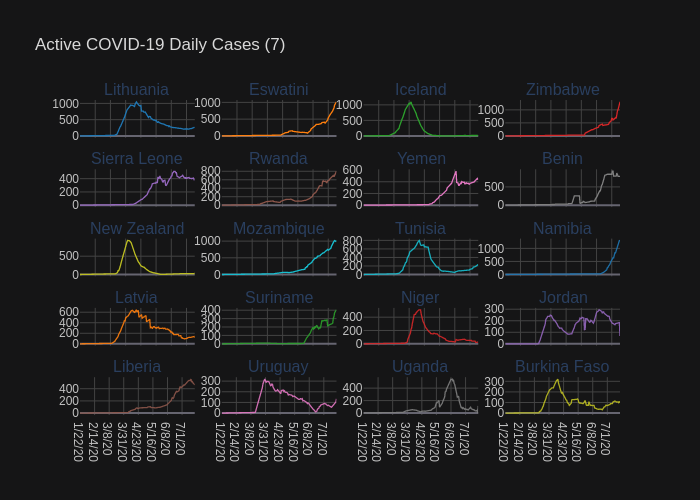 Active COVID-19 Daily Cases (7)
Lithuania Eswatini Iceland Zimbabwe
1000 1000 1000 1000
500 500 500 500
0 0 0 0
Sierra Leone Rwanda Yemen Benin
800 600
400 600 400 500
200 400 200
200
0 0 0 0
New Zealand Mozambique Tunisia Namibia
1000 800 1000
500 500 600 500
400
200
0 0 0 0
Latvia Suriname Niger Jordan
600 400 400 300
400 300 200
200 200 200 100
100
0 0 0 0
Liberia Uruguay Uganda Burkina Faso
400 300 400 300
200 200 200 200
100 100
0 0 0 0
1/22/20 2/14/20 3/8/20 3/31/20 4/23/20 5/16/20 6/8/20 7/1/20 1/22/20 2/14/20 3/8/20 3/31/20 4/23/20 5/16/20 6/8/20 7/1/20 1/22/20 2/14/20 3/8/20 3/31/20 4/23/20 5/16/20 6/8/20 7/1/20 1/22/20 2/14/20 3/8/20 3/31/20 4/23/20 5/16/20 6/8/20 7/1/20